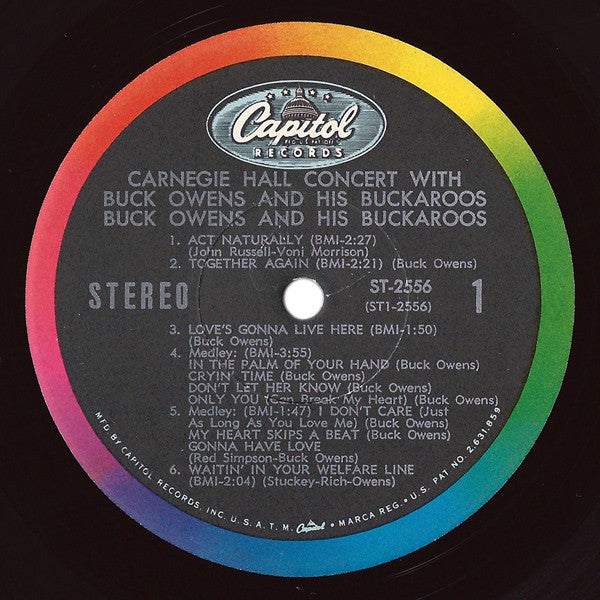 Capitol
REG. U.S. PAT. OFF.
RECORDS
CARNEGIE HALL CONCERT WITH
BUCK OWENS AND HIS BUCKAROOS
BUCK OWENS AND HIS BUCKAROOS
1. ACT NATURALLY (BMI-2:27)
(John Russell-Voni Morrison)
2. TOGETHER AGAIN (BMI-2:21) (Buck Owens)
STEREO
ST-2556
(ST1-2556)
1
3. LOVE'S GONNA LIVE HERE (BMI-1:50)
(Buck Owens)
4. Medley: (BMI-3:55)
IN THE PALM OF YOUR HAND (Buck Owens)
CRYIN' TIME (Buck Owens)
DON'T LET HER KNOW (Buck Owens)
ONLY YOU (Can Break My Heart) (Buck Owens)
5. Medley: (BMI-1:47) I DON'T CARE (Just
As Long As You Love Me) (Buck Owens)
MY HEART SKIPS A BEAT (Buck Owens)
GONNA HAVE LOVE
(Red Simpson-Buck Owens)
6. WAITIN' IN YOUR WELFARE LINE
(BMI-2:04) (Stuckey-Rich-Owens)
MTD. BY CAPITOL RECORDS, INC. U. S. A. T. M. Capitol • MARCA REG. • U.S. PAT. NO. 2,631,859